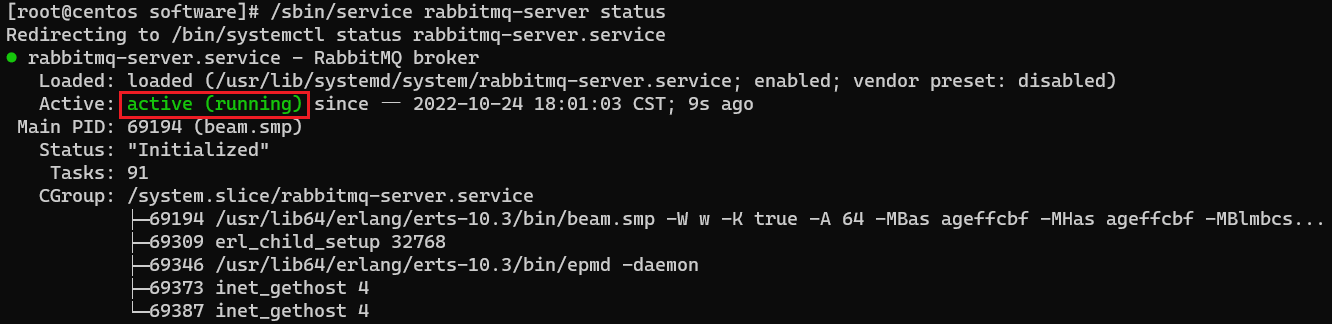 [root@centos software]# /sbin/service rabbitmq-server status
Redirecting to /bin/systemctl status rabbitmq-server.service
● rabbitmq-server.service - RabbitMQ broker
Loaded: loaded (/usr/lib/systemd/system/rabbitmq-server.service; enabled; vendor preset: disabled)
Active: active (running) since 一 2022-10-24 18:01:03 CST; 9s ago
Main PID: 69194 (beam.smp)
Status: "Initialized"
Tasks: 91
CGroup: /system.slice/rabbitmq-server.service
├─69194 /usr/lib64/erlang/erts-10.3/bin/beam.smp -W w -K true -A 64 -MBas ageffcbf -MHas ageffcbf -MBlmbcs...
├─69309 erl_child_setup 32768
├─69346 /usr/lib64/erlang/erts-10.3/bin/epmd -daemon
├─69373 inet_gethost 4
└─69387 inet_gethost 4